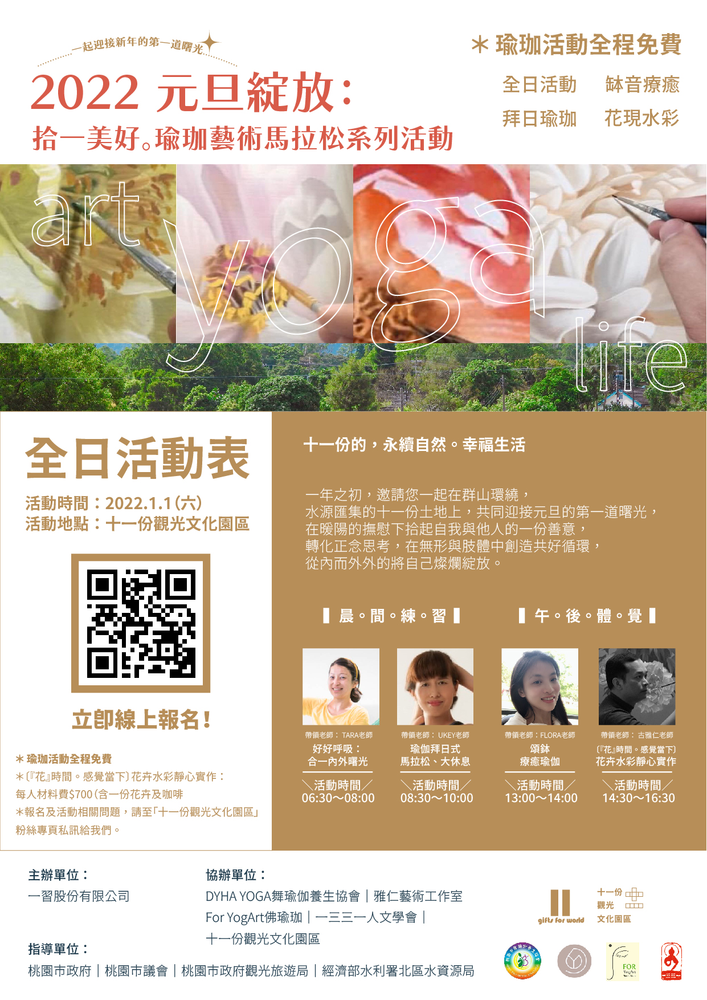 一起迎接新年的第一道曙光
2022 元旦綻放：
拾一美好。瑜珈藝術馬拉松系列活動
＊瑜珈活動全程免費
全日活動 缽音療癒
拜日瑜珈 花現水彩
art
yoga
life
全日活動表
活動時間：2022.1.1（六）
活動地點：十一份觀光文化園區
立即線上報名！
＊瑜珈活動全程免費
＊〔『花』時間。感覺當下〕花卉水彩靜心實作：
每人材料費$700（含一份花卉及咖啡
＊報名及活動相關問題，請至「十一份觀光文化園區」
粉絲專頁私訊給我們。
十一份的，永續自然。幸福生活
一年之初，邀請您一起在群山環繞，
水源匯集的十一份土地上，共同迎接元旦的第一道曙光，
在暖陽的撫慰下拾起自我與他人的一份善意，
轉化正念思考，在無形與肢體中創造共好循環，
從內而外外的將自己燦爛綻放。
晨。間。練。習
午。後。體。覺
帶領老師： TARA老師
好好呼吸：
合一內外曙光
＼活動時間／
06:30～08:00
帶領老師： UKEY老師
瑜伽拜日式
馬拉松、大休息
＼活動時間／
08:30～10:00
帶領老師：FLORA老師
頌鉢
療癒瑜伽
＼活動時間／
13:00～14:00
帶領老師： 古雅仁老師
〔『花』時間。感覺當下〕
花卉水彩靜心實作
＼活動時間／
14:30～16:30
主辦單位：
一習股份有限公司
協辦單位：
DYHA YOGA舞瑜伽養生協會｜雅仁藝術工作室
For YogArt佛瑜珈｜一三三一人文學會｜
十一份觀光文化園區
指導單位：
桃園市政府｜桃園市議會｜桃園市政府觀光旅遊局｜經濟部水利署北區水資源局
gifts for world
十一份
觀光
文化園區
FOR
YogArt